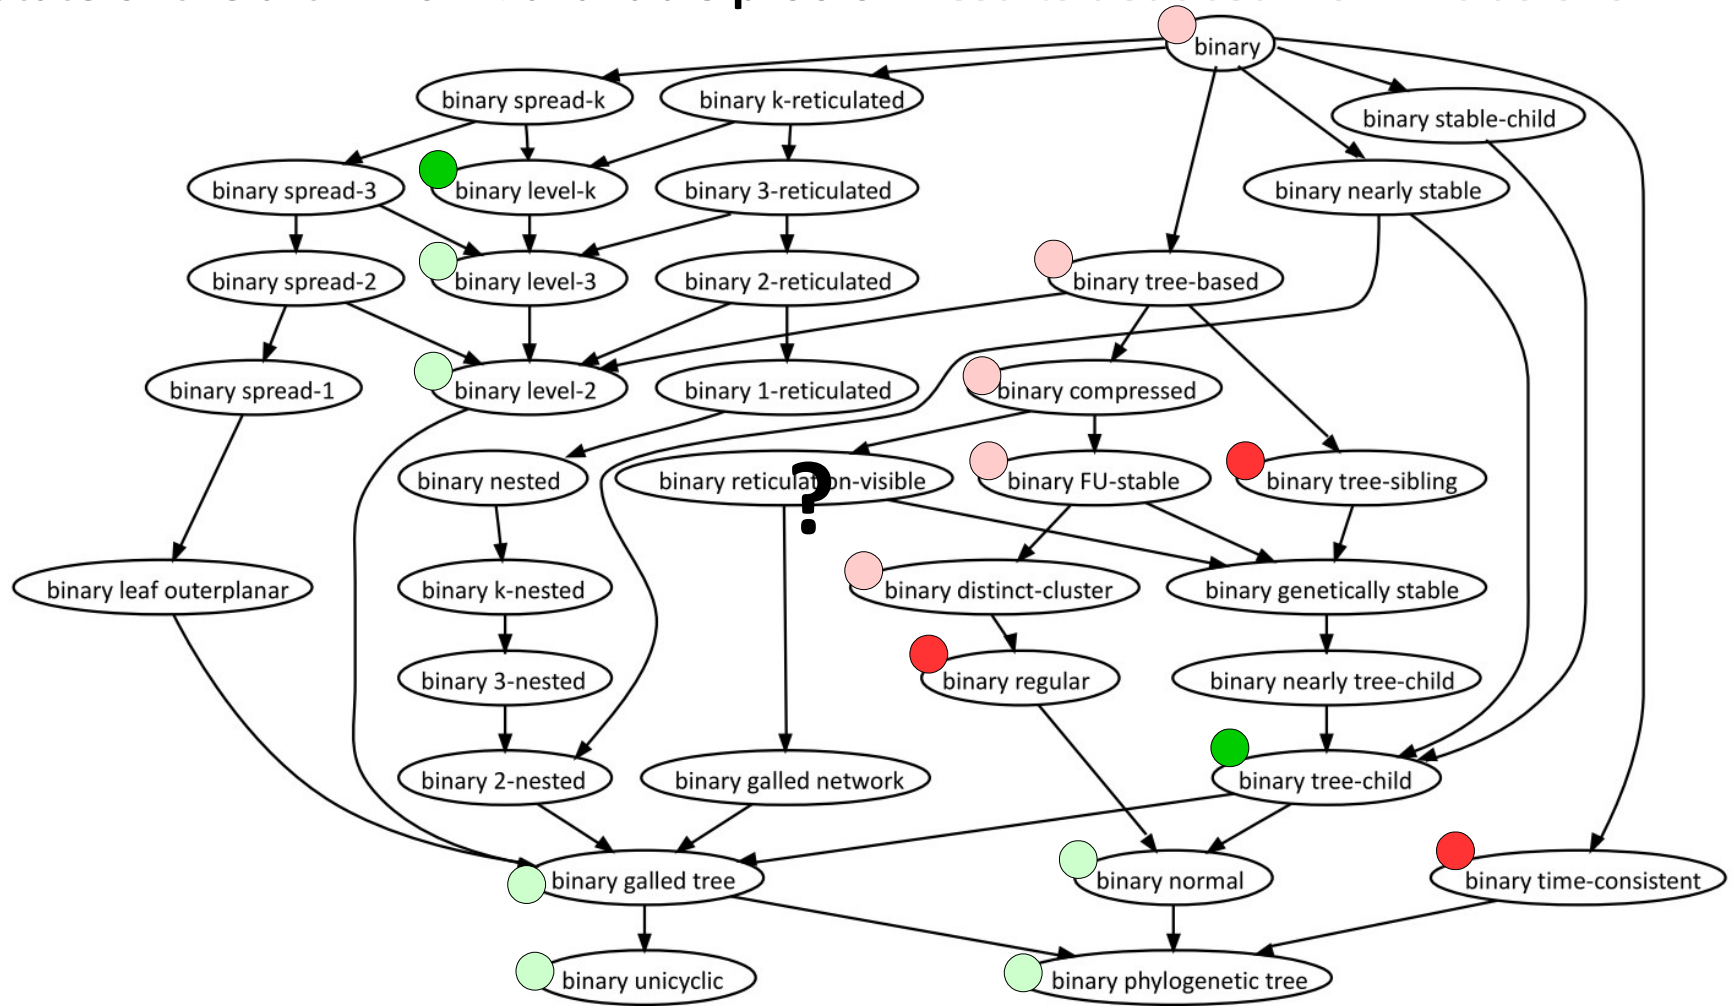 binary
binary spread-k
binary k-reticulated
binary stable-child
binary spread-3
binary level-k
binary 3-reticulated
binary nearly stable
binary spread-2
binary level-3
binary 2-reticulated
binary tree-based
binary spread-1
binary level-2
binary 1-reticulated
binary compressed
binary nested
binary reticulation-visible
?
binary FU-stable
binary tree-sibling
binary leaf outerplanar
binary k-nested
binary distinct-cluster
binary genetically stable
binary 3-nested
binary regular
binary nearly tree-child
binary 2-nested
binary galled network
binary tree-child
binary galled tree
binary normal
binary time-consistent
binary unicyclic
binary phylogenetic tree